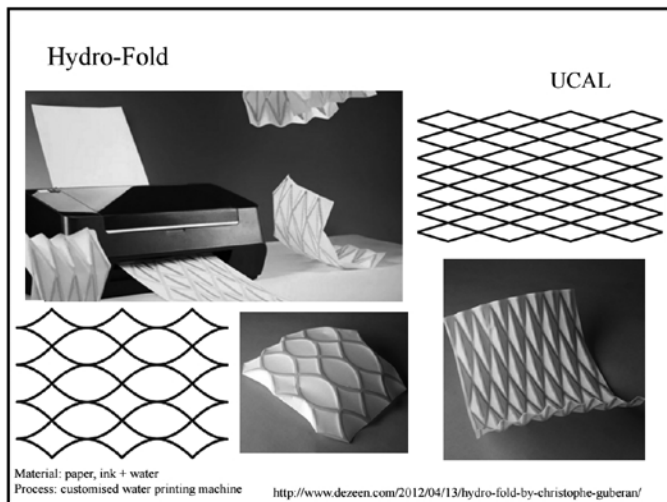 Hydro-Fold
UCAL
Material: paper, ink + water
Process: customised water printing machine
http://www.dezeen.com/2012/04/13/hydro-fold-by-christophe-guberan/